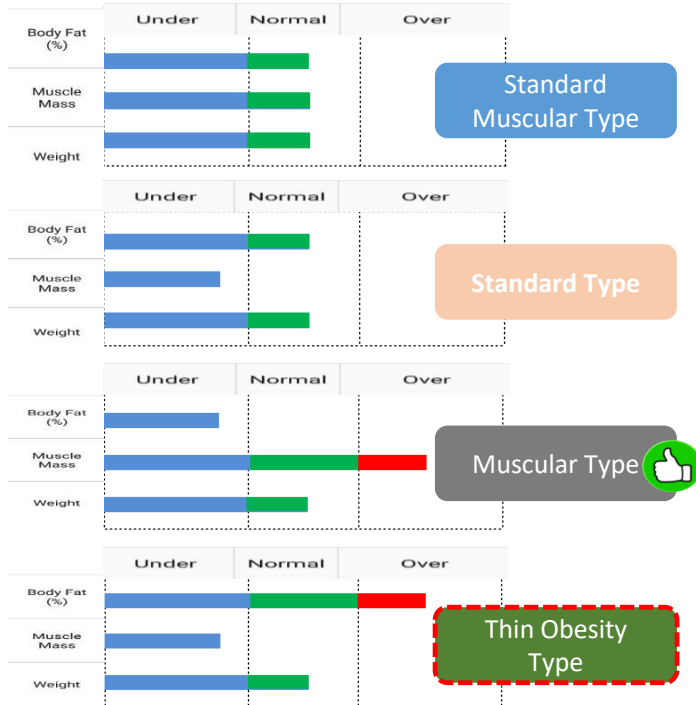 Under Normal Over
Body Fat
(%)
Muscle
Mass
Weight
Standard
Muscular Type
Under Normal Over
Body Fat
(%)
Muscle
Mass
Weight
Standard Type
Under Normal Over
Body Fat
(%)
Muscle
Mass
Weight
Muscular Type
Under Normal Over
Body Fat
(%)
Muscle
Mass
Weight
Thin Obesity
Type